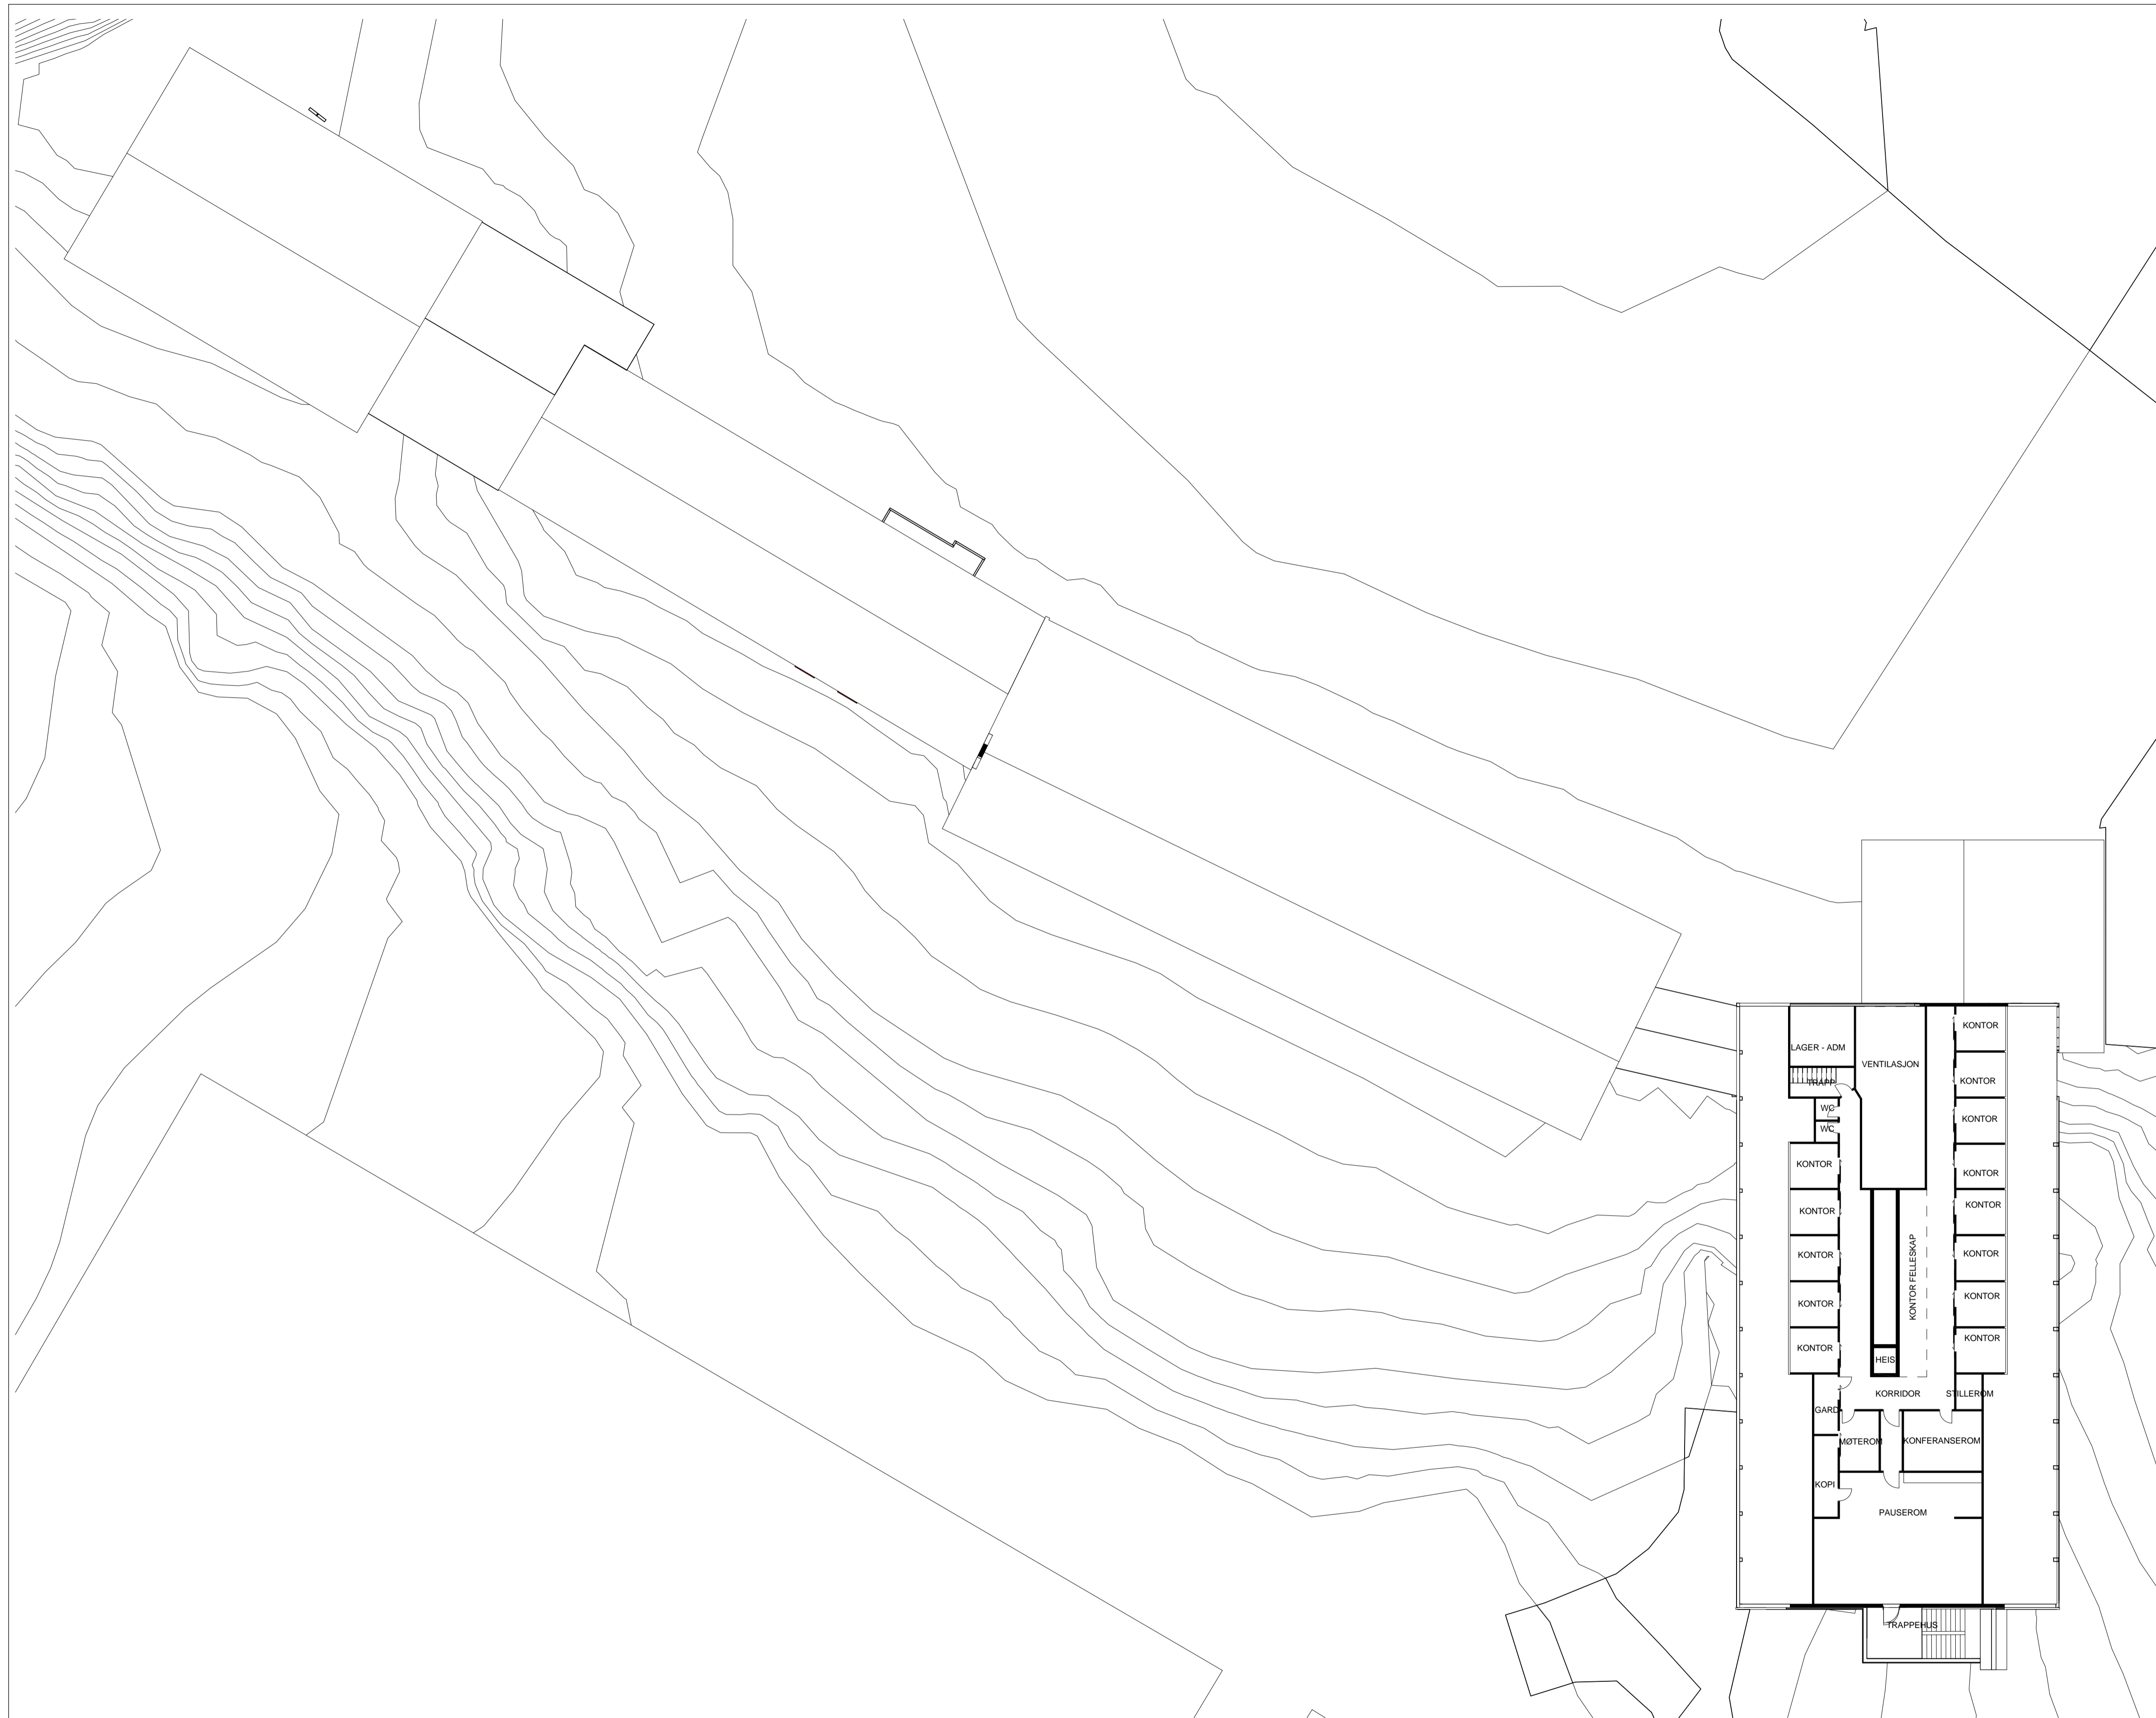 KONTOR
LAGER - ADM
VENTILASJON
TRAPP
KONTOR
WC
KONTOR
WC
KONTOR
KONTOR
KONTOR
KONTOR
KONTOR FELLESKAP
KONTOR
KONTOR
KONTOR
KONTOR
KONTOR
KONTOR
HEIS
KORRIDOR
STILLEROM
GARD
MØTEROM
KONFERANSEROM
KOPI
PAUSEROM
TRAPPEHUS